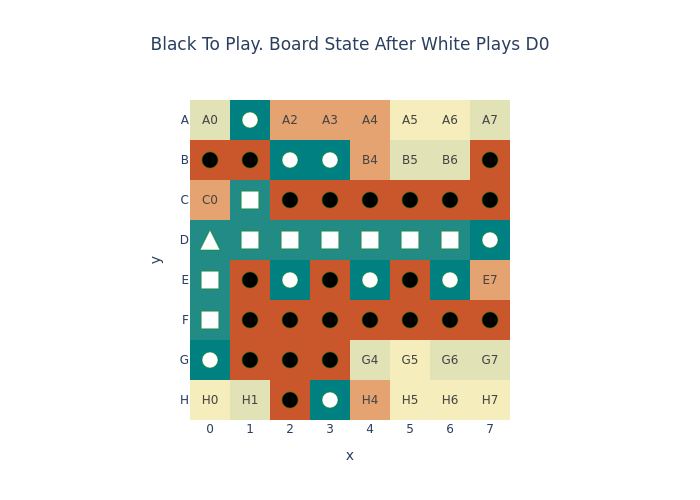 Black To Play. Board State After White Plays D0
A A0 A2 A3 A4 A5 A6 A7
B B4 B5 B6
C C0
D
E E7
F
G G4 G5 G6 G7
H H0 H1 H4 H5 H6 H7
0 1 2 3 4 5 6 7
x
y